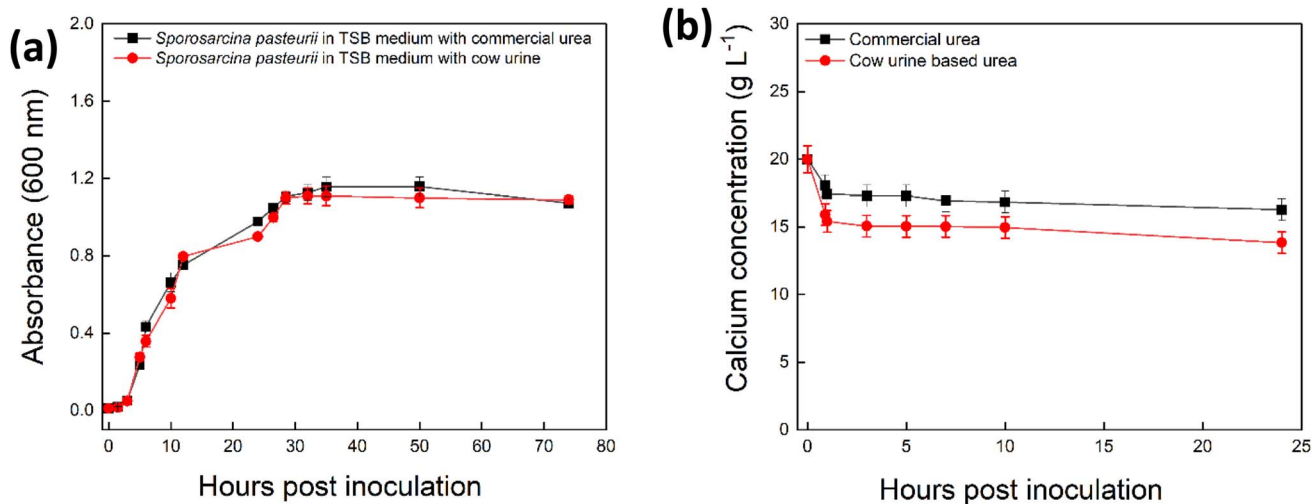 (a)
Sporosarcina pasteurii in TSB medium with commercial urea
Sporosarcina pasteurii in TSB medium with cow urine
Absorbance (600 nm)
2.0
1.6
1.2
0.8
0.4
0.0
0 10 20 30 40 50 60 70 80
Hours post inoculation
(b)
Commercial urea
Cow urine based urea
Calcium concentration (g L-1)
30
25
20
15
10
5
0
0 5 10 15 20 25
Hours post inoculation